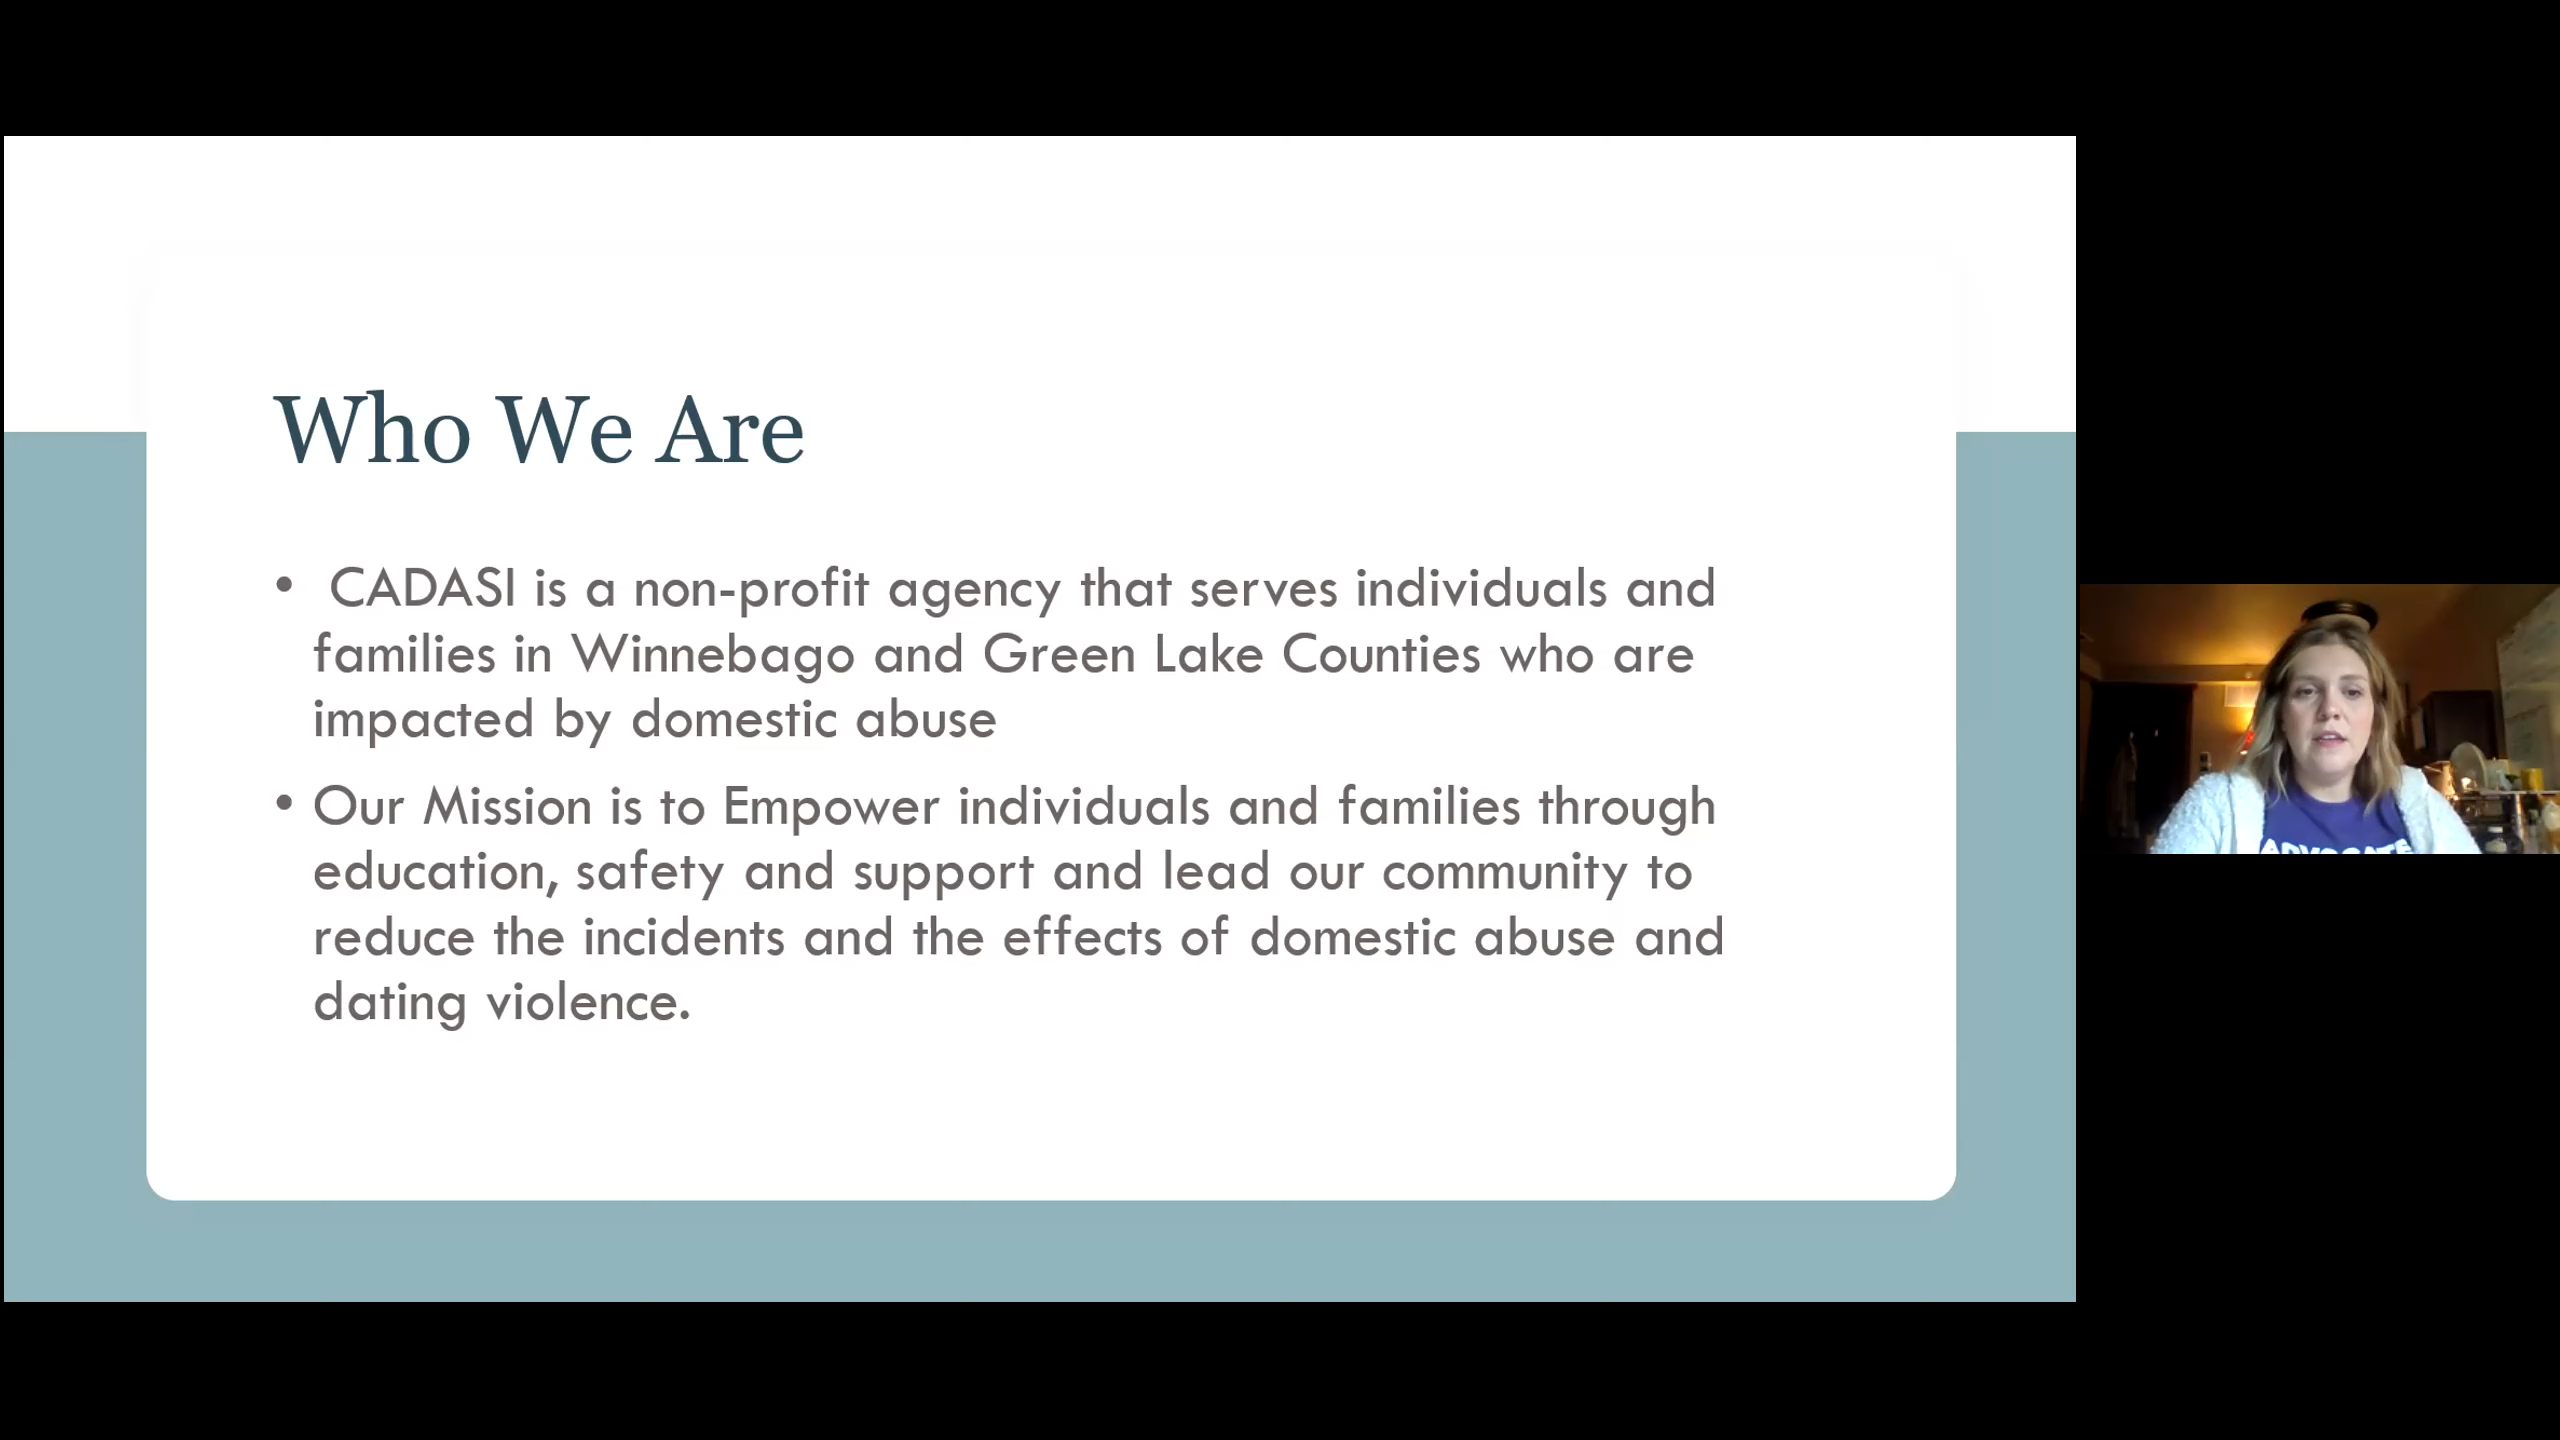 Who We Are
• CADASI is a non-profit agency that serves individuals and
families in Winnebago and Green Lake Counties who are
impacted by domestic abuse
• Our Mission is to Empower individuals and families through
education, safety and support and lead our community to
reduce the incidents and the effects of domestic abuse and
dating violence.
ADVOCATE